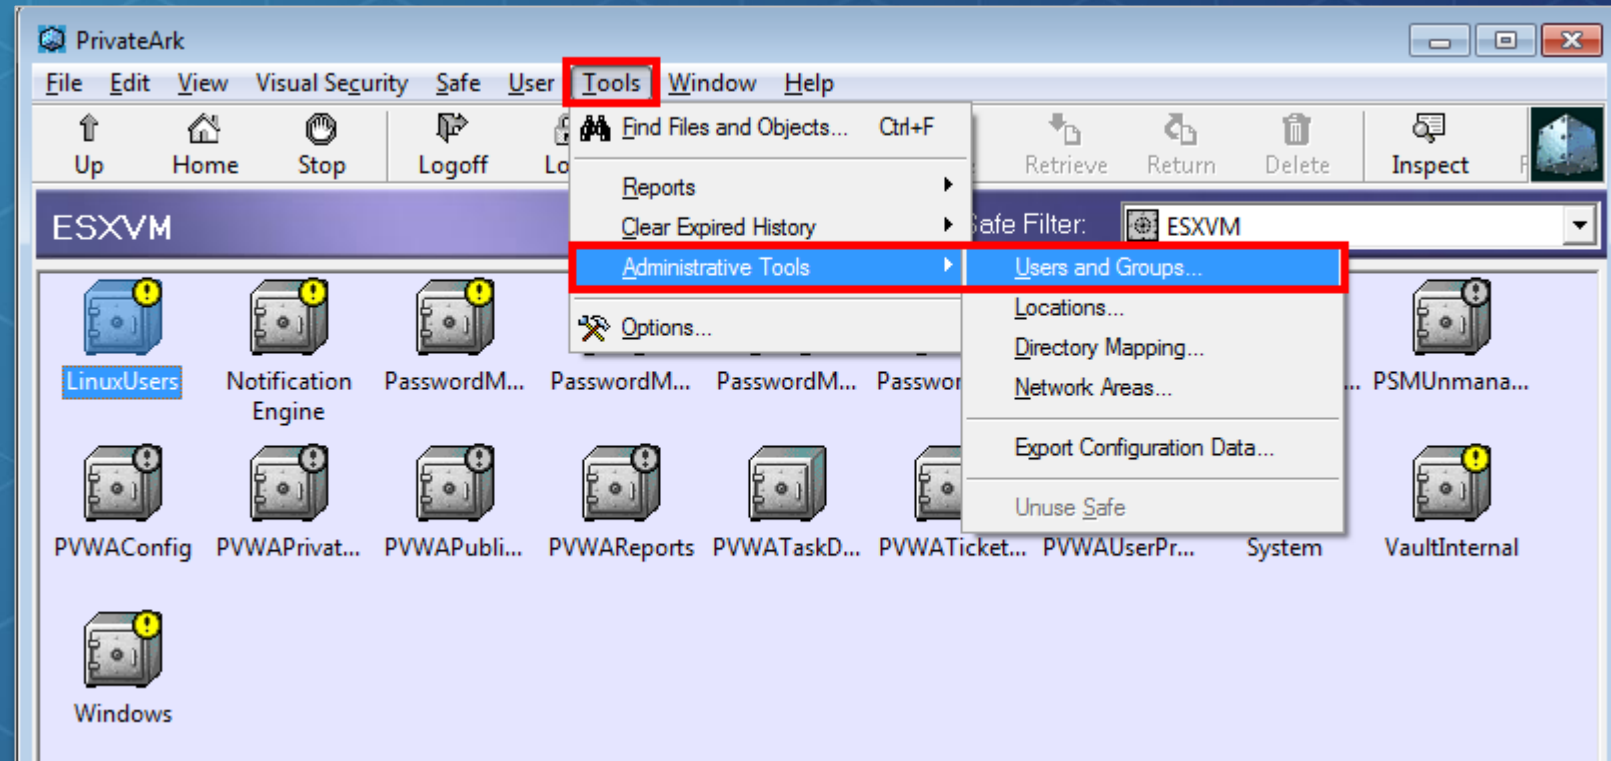 PrivateArk
File Edit View Visual Security Safe User Tools Window Help
Up Home Stop Logoff Retrieve Return Delete Inspect
Find Files and Objects... Ctrl+F
Reports
Clear Expired History
Administrative Tools
Options...
Users and Groups...
Locations...
Directory Mapping...
Network Areas...
Export Configuration Data...
Unuse Safe
ESXVM
Filter: ESXVM
LinuxUsers Notification Engine PasswordM... PasswordM... PasswordM... PSMUnmana...
PVWAConfig PVWAPrivat... PVWAPubli... PVWAReports PVWATaskD... PVWATicket... PVWAUserPr... System VaultInternal
Windows